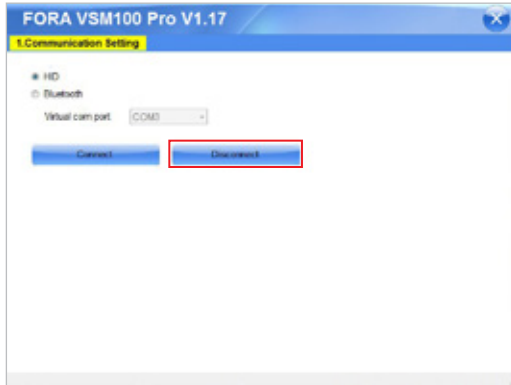 FORA VSM100 Pro V1.17
1.Communication Setting
HID
Bluetooth
Virtual com port COM3
Connect Disconnect